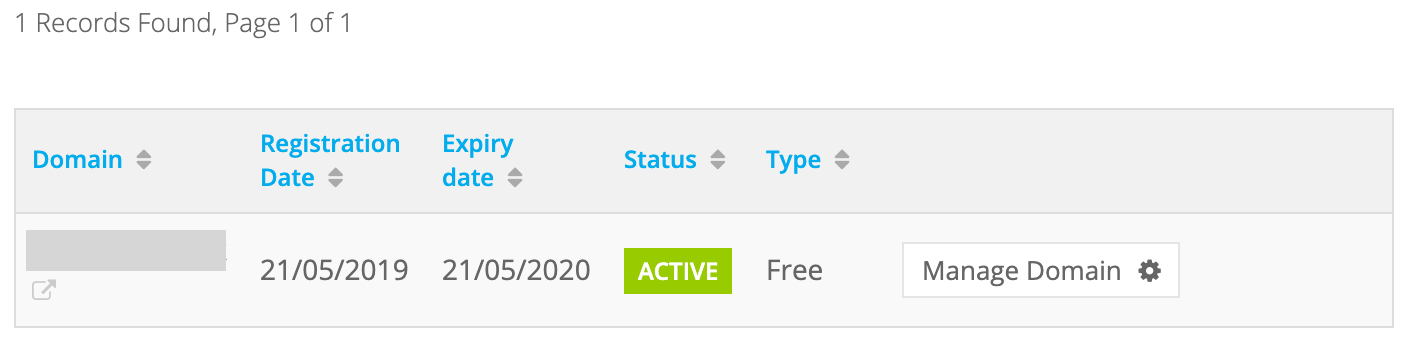 1 Records Found, Page 1 of 1
Domain Registration Date Expiry date Status Type
21/05/2019 21/05/2020 ACTIVE Free Manage Domain